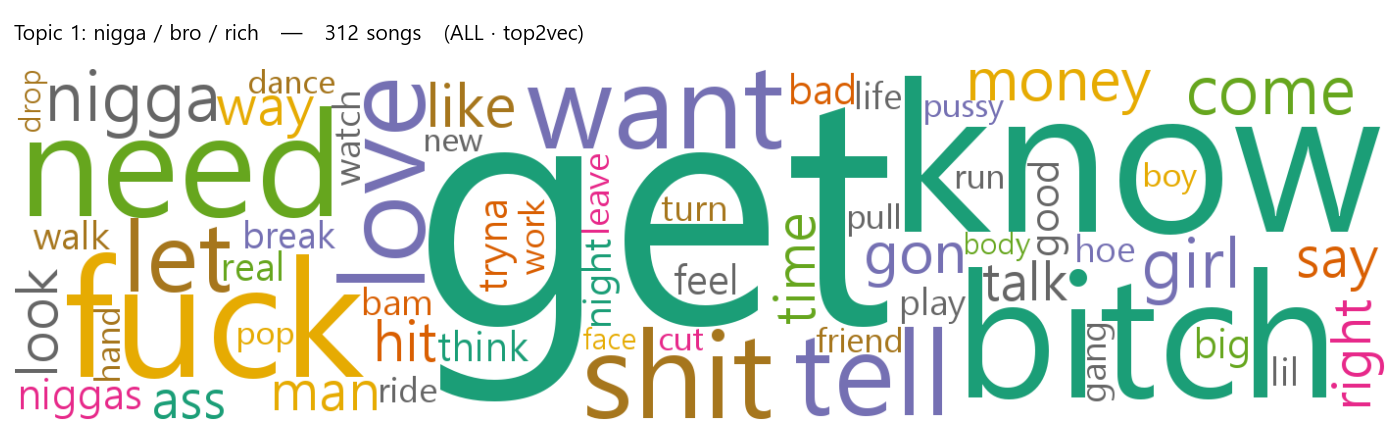 Topic 1: nigga / bro / rich — 312 songs (ALL · top2vec)
drop nigga way dance watch love like new want bad life pussy money come
need get know run good boy
tryna work leave turn pull
walk let break real night feel time gon body hoe girl say
look fuck hand pop bam hit think face cut friend play talk bitch gang big lil right
niggas ass man ride shit tell